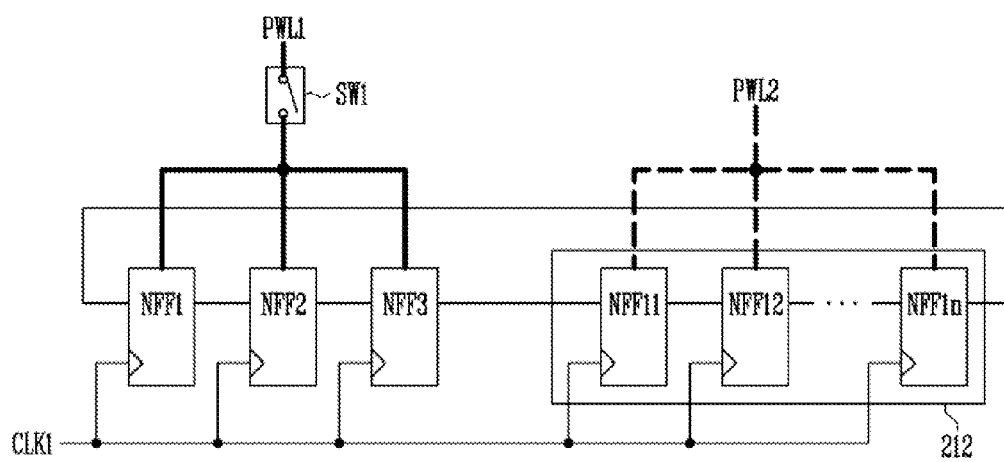 PWL1
SW1
PWL2
NFF1
NFF2
NFF3
NFF11
NFF12
...
NFF1n
CLK1
212